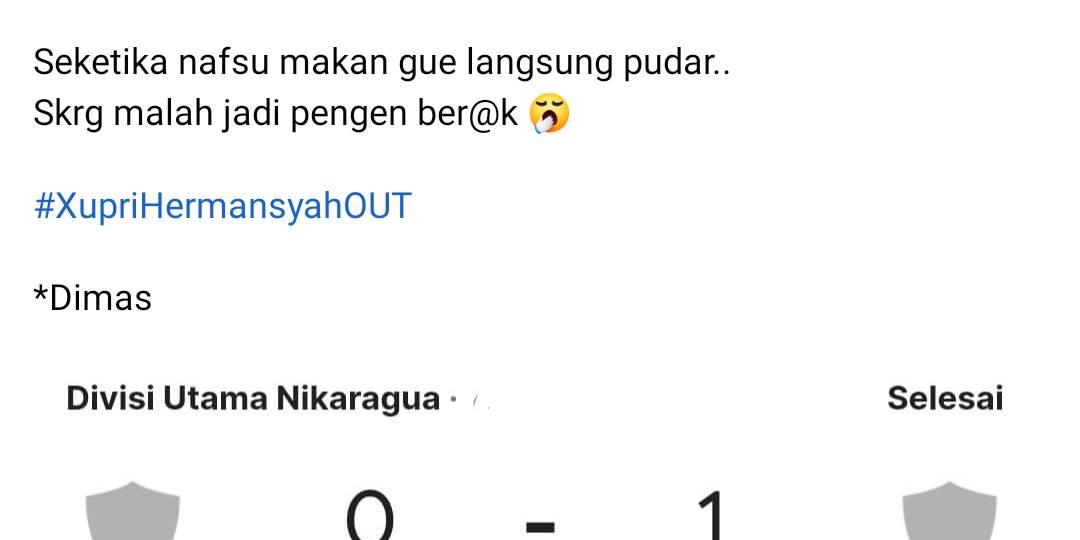 Seketika nafsu makan gue langsung pudar..
Skrg malah jadi pengen ber@k 🥱
#XupriHermansyahOUT
*Dimas
Divisi Utama Nikaragua · Selesai
0 - 1